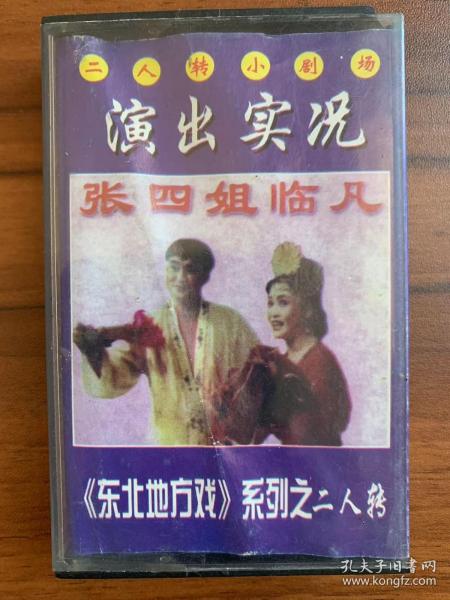 二人转小剧场
演出实况
张四姐临凡
《东北地方戏》系列之二人转
孔夫子旧书网
www.kongfz.com